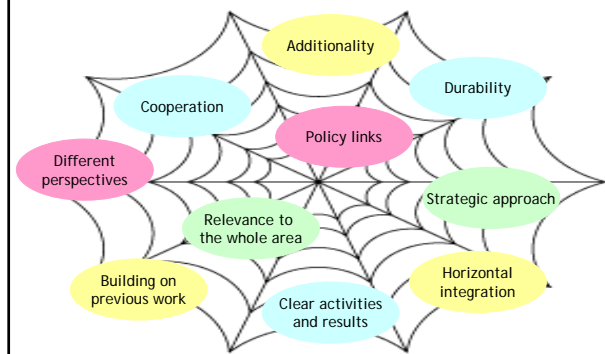 Additionality
Durability
Cooperation
Policy links
Different
perspectives
Strategic approach
Relevance to
the whole area
Building on
previous work
Horizontal
integration
Clear activities
and results